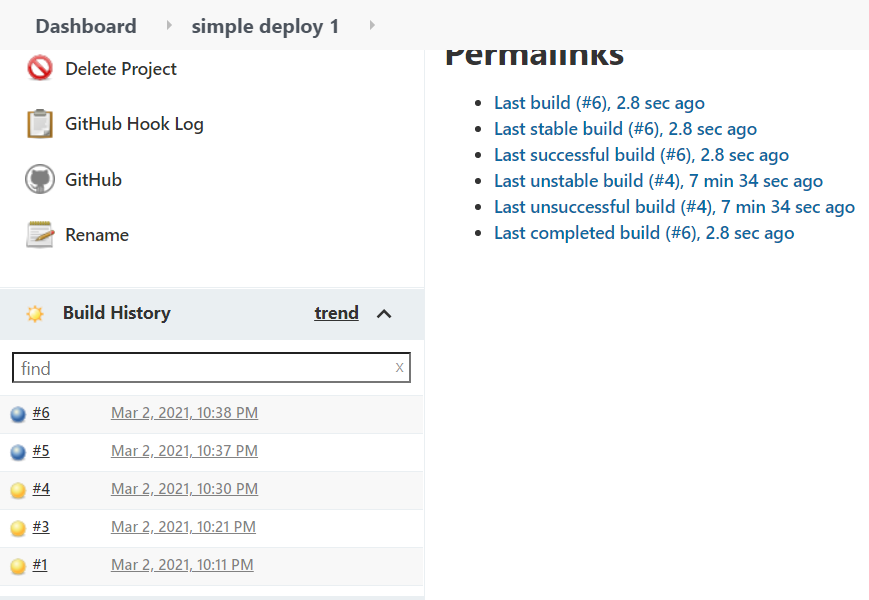 Dashboard simple deploy 1
Delete Project
GitHub Hook Log
GitHub
Rename
Build History trend
find x
#6 Mar 2, 2021, 10:38 PM
#5 Mar 2, 2021, 10:37 PM
#4 Mar 2, 2021, 10:30 PM
#3 Mar 2, 2021, 10:21 PM
#1 Mar 2, 2021, 10:11 PM
Permalinks
Last build (#6), 2.8 sec ago
Last stable build (#6), 2.8 sec ago
Last successful build (#6), 2.8 sec ago
Last unstable build (#4), 7 min 34 sec ago
Last unsuccessful build (#4), 7 min 34 sec ago
Last completed build (#6), 2.8 sec ago